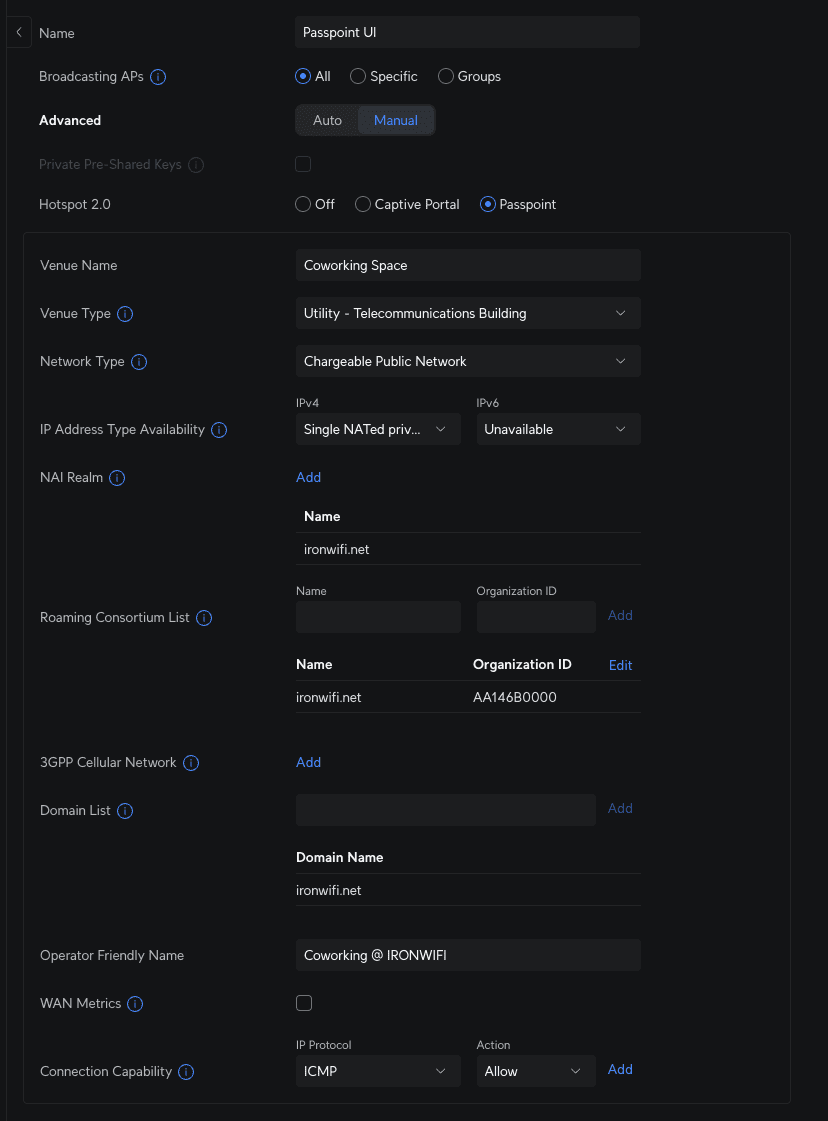 Name
Passpoint UI
Broadcasting APs
All Specific Groups
Advanced
Auto Manual
Private Pre-Shared Keys
Hotspot 2.0
Off Captive Portal Passpoint
Venue Name
Coworking Space
Venue Type
Utility - Telecommunications Building
Network Type
Chargeable Public Network
IPv4 IPv6
IP Address Type Availability
Single NATed priv... Unavailable
NAI Realm
Add
Name
ironwifi.net
Name Organization ID
Roaming Consortium List
Add
Name Organization ID Edit
ironwifi.net AA146B0000
3GPP Cellular Network
Add
Domain List
Add
Domain Name
ironwifi.net
Operator Friendly Name
Coworking @ IRONWIFI
WAN Metrics
IP Protocol Action
Connection Capability
ICMP Allow Add